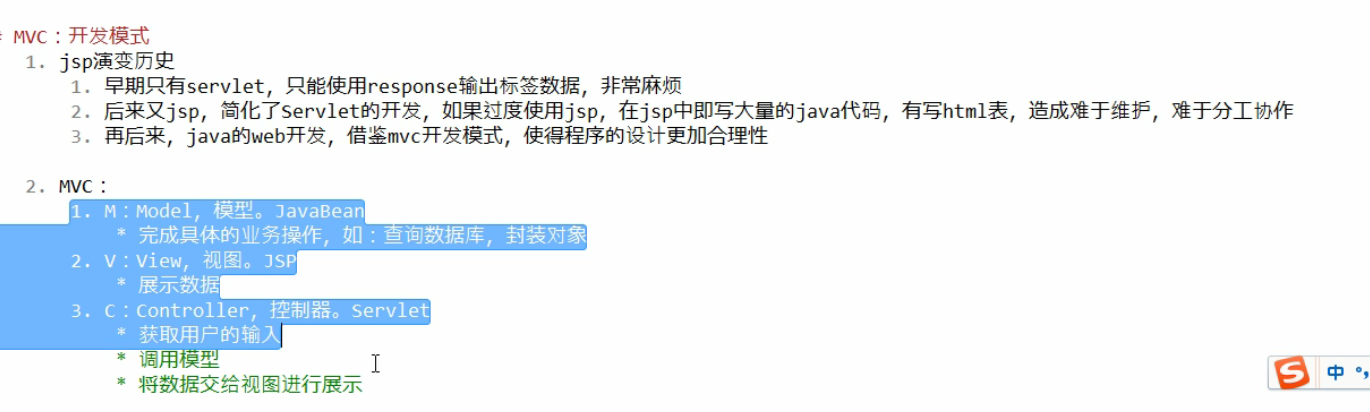 # MVC：开发模式
1. jsp演变历史
1. 早期只有servlet，只能使用response输出标签数据，非常麻烦
2. 后来又jsp，简化了Servlet的开发，如果过度使用jsp，在jsp中即写大量的java代码，有写html表，造成难于维护，难于分工协作
3. 再后来，java的web开发，借鉴mvc开发模式，使得程序的设计更加合理性
2. MVC：
1. M：Model，模型。JavaBean
* 完成具体的业务操作，如：查询数据库，封装对象
2. V：View，视图。JSP
* 展示数据
3. C：Controller，控制器。Servlet
* 获取用户的输入
* 调用模型
* 将数据交给视图进行展示
S 中 °,